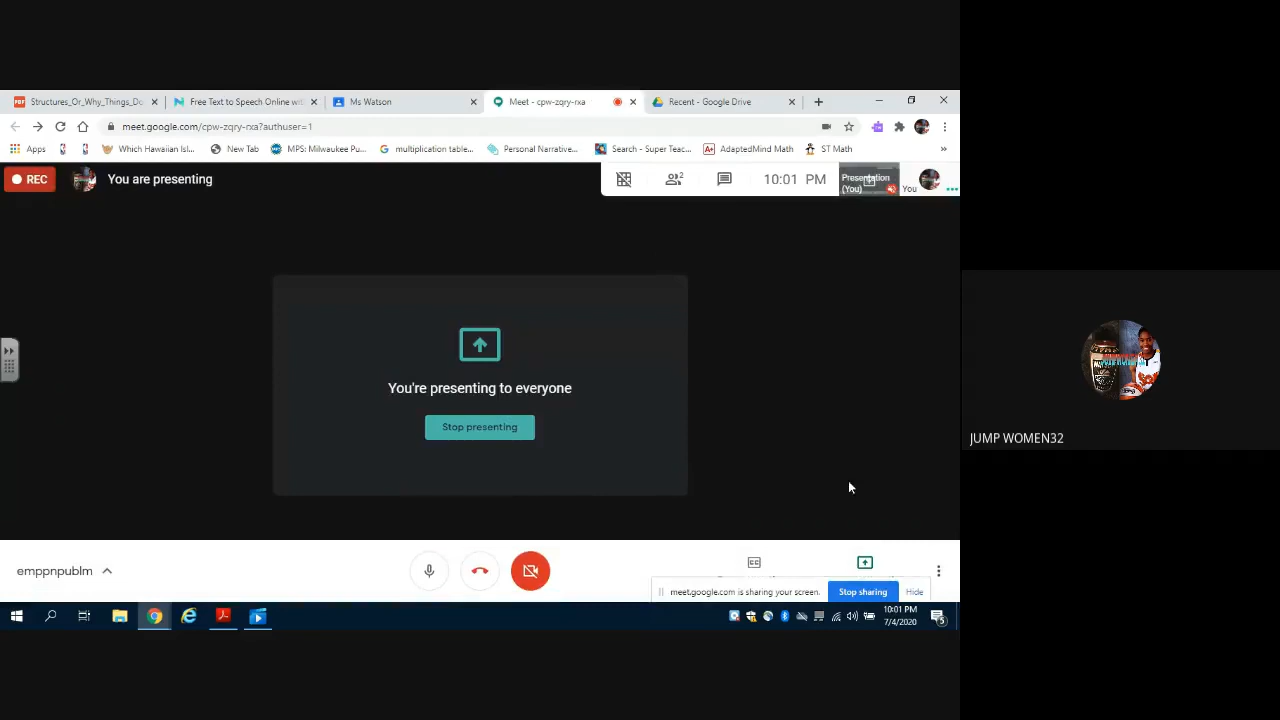 Structures_Or_Why_Things_Do
Free Text to Speech Online wit
Ms Watson
Meet - cpw-zqry-rxa
Recent - Google Drive
meet.google.com/cpw-zqry-rxa?authuser=1
Apps
Which Hawaiian Isl...
New Tab
MPS: Milwaukee Pu...
multiplication table...
Personal Narrative...
Search - Super Teac...
AdaptedMind Math
ST Math
REC
You are presenting
2
10:01 PM
Presentation
(You)
You
You're presenting to everyone
Stop presenting
JUMP WOMEN32
emppnpublm
meet.google.com is sharing your screen.
Stop sharing
Hide
10:01 PM
7/4/2020
5